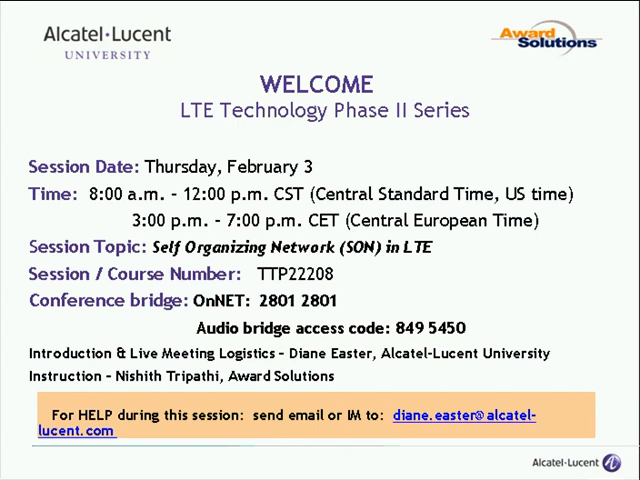 Alcatel·Lucent
UNIVERSITY
Award
Solutions
WELCOME
LTE Technology Phase II Series
Session Date: Thursday, February 3
Time: 8:00 a.m. – 12:00 p.m. CST (Central Standard Time, US time)
3:00 p.m. – 7:00 p.m. CET (Central European Time)
Session Topic: Self Organizing Network (SON) in LTE
Session / Course Number: TTP22208
Conference bridge: OnNET: 2801 2801
Audio bridge access code: 849 5450
Introduction & Live Meeting Logistics – Diane Easter, Alcatel-Lucent University
Instruction – Nishith Tripathi, Award Solutions
For HELP during this session: send email or IM to: diane.easter@alcatel-
lucent.com
Alcatel·Lucent